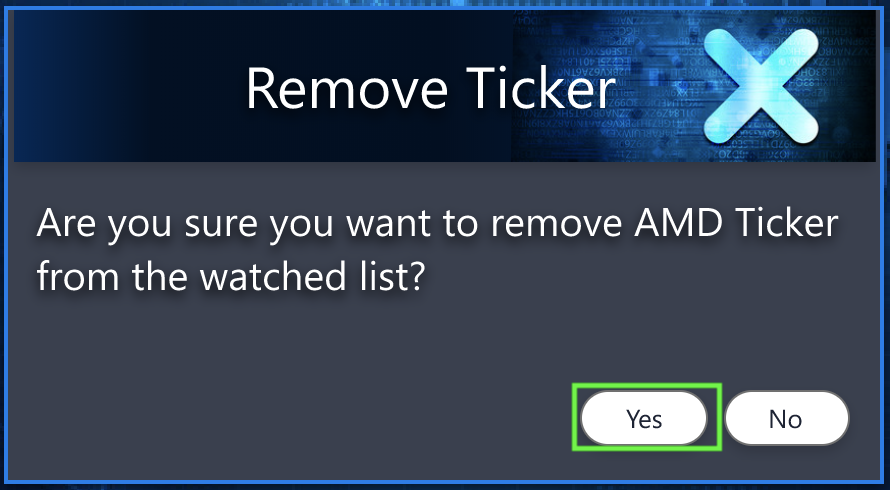 Remove Ticker
Are you sure you want to remove AMD Ticker
from the watched list?
Yes
No